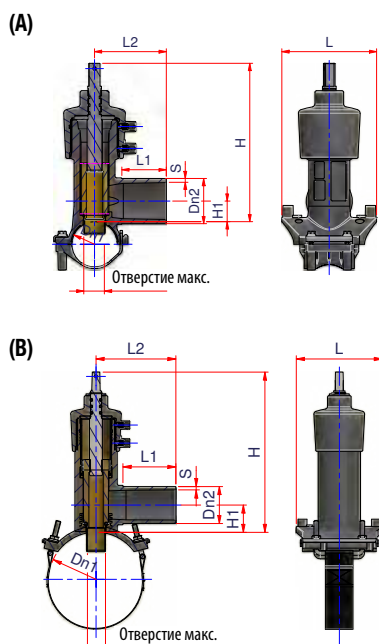 (A)
L2
L
H
L1
S
Dn2
H1
Отверстие макс.
(B)
L2
L
H
L1
S
Dn2
H1
Dn1
Отверстие макс.